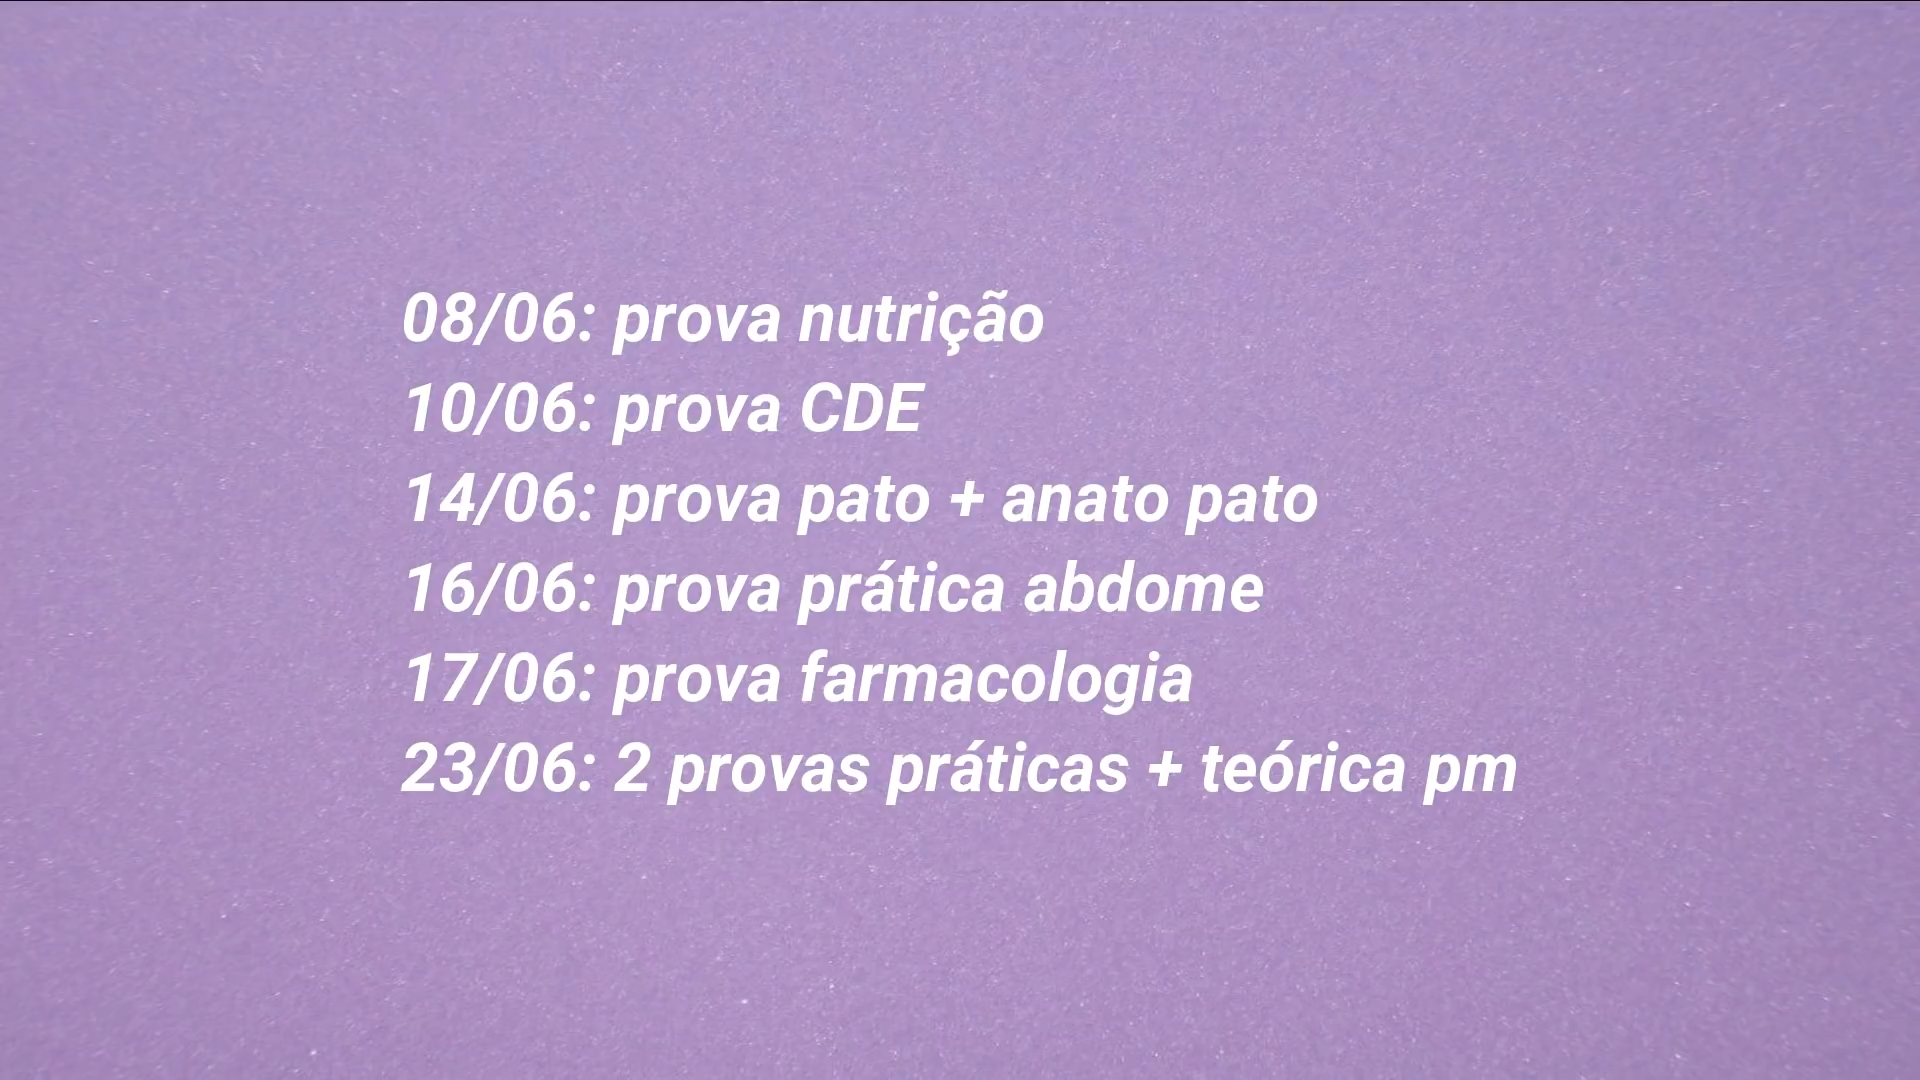 08/06: prova nutrição
10/06: prova CDE
14/06: prova pato + anato pato
16/06: prova prática abdome
17/06: prova farmacologia
23/06: 2 provas práticas + teórica pm